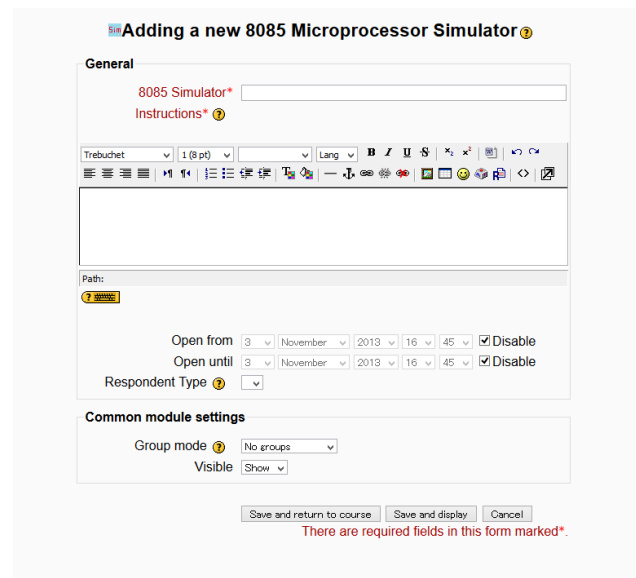 Sim Adding a new 8085 Microprocessor Simulator ?
General
8085 Simulator*
Instructions* ?
Trebuchet 1 (8 pt) Lang B I U S x₂ x²
Path:
?
Open from 3 November 2013 16 45 Disable
Open until 3 November 2013 16 45 Disable
Respondent Type ?
Common module settings
Group mode ? No groups
Visible Show
Save and return to course Save and display Cancel
There are required fields in this form marked*.